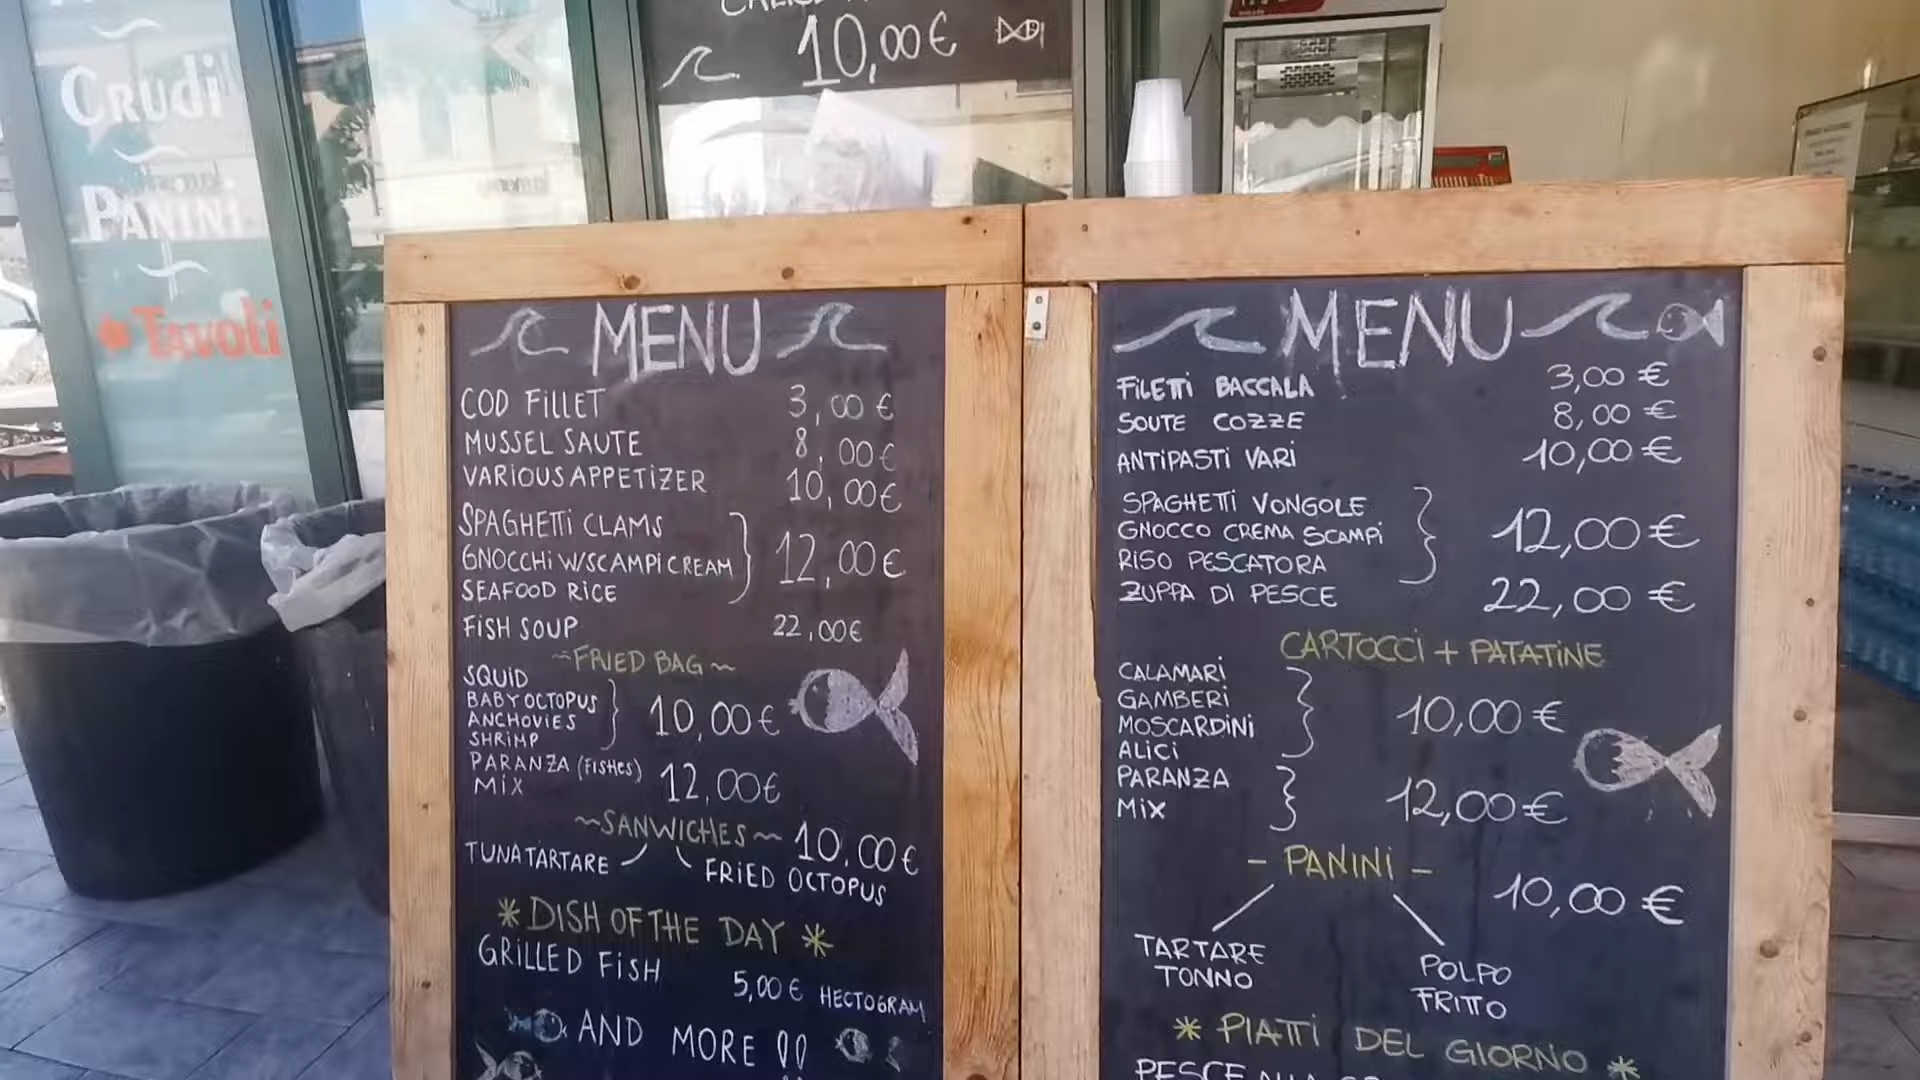 10,00€
Crudi
PANINI
Tavoli
MENU
COD FILLET 3,00 €
MUSSEL SAUTE 8,00€
VARIOUS APPETIZER 10,00€
SPAGHETTI CLAMS
GNOCCHI W/SCAMPI CREAM 12,00€
SEAFOOD RICE
FISH SOUP 22,00€
~FRIED BAG~
SQUID
BABY OCTOPUS
ANCHOVIES 10,00€
SHRIMP
PARANZA (FISHES)
MIX 12,00€
~SANWICHES~ 10.00€
TUNA TARTARE
FRIED OCTOPUS
*DISH OF THE DAY*
GRILLED FISH
5,00 € HECTOGRAM
AND MORE !!
MENU
FILETTI BACCALA 3,00 €
SOUTE COZZE 8,00 €
ANTIPASTI VARI 10,00 €
SPAGHETTI VONGOLE
GNOCCO CREMA SCAMPI 12,00 €
RISO PESCATORA
ZUPPA DI PESCE 22,00 €
CARTOCCI + PATATINE
CALAMARI
GAMBERI
MOSCARDINI 10,00 €
ALICI
PARANZA
MIX 12,00 €
- PANINI - 10,00 €
TARTARE
TONNO
POLPO
FRITTO
* PIATTI DEL GIORNO *
PESCE